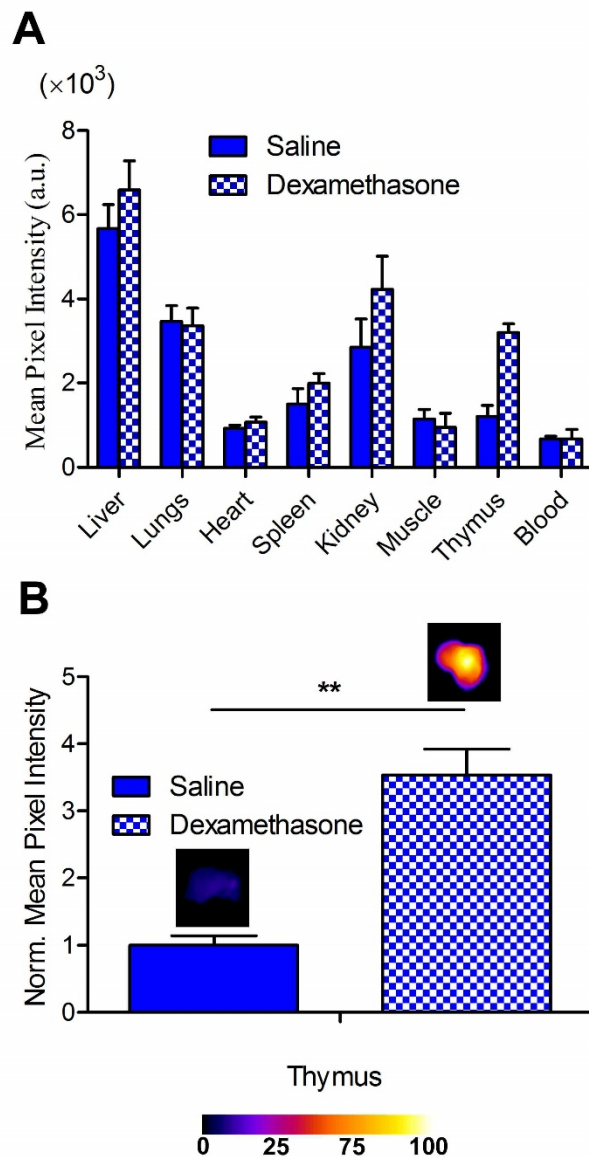 A
(×10³)
Mean Pixel Intensity (a.u.)
8
6
4
2
0
Saline
Dexamethasone
Liver
Lungs
Heart
Spleen
Kidney
Muscle
Thymus
Blood
B
Norm. Mean Pixel Intensity
5
4
3
2
1
0
**
Saline
Dexamethasone
Thymus
0 25 75 100